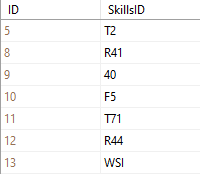 ID SkillsID
5 T2
8 R41
9 40
10 F5
11 T71
12 R44
13 WSI